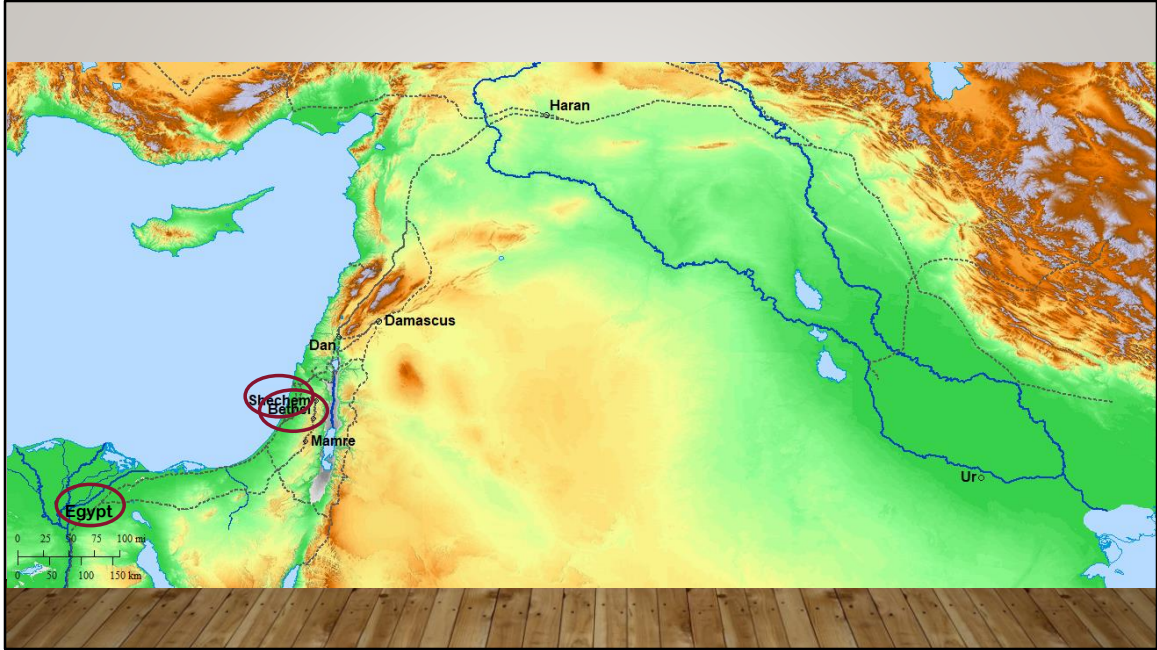 Haran
Damascus
Dan
Shechem
Bethel
Mamre
Ur
Egypt
0 25 50 75 100 mi
0 50 100 150 km